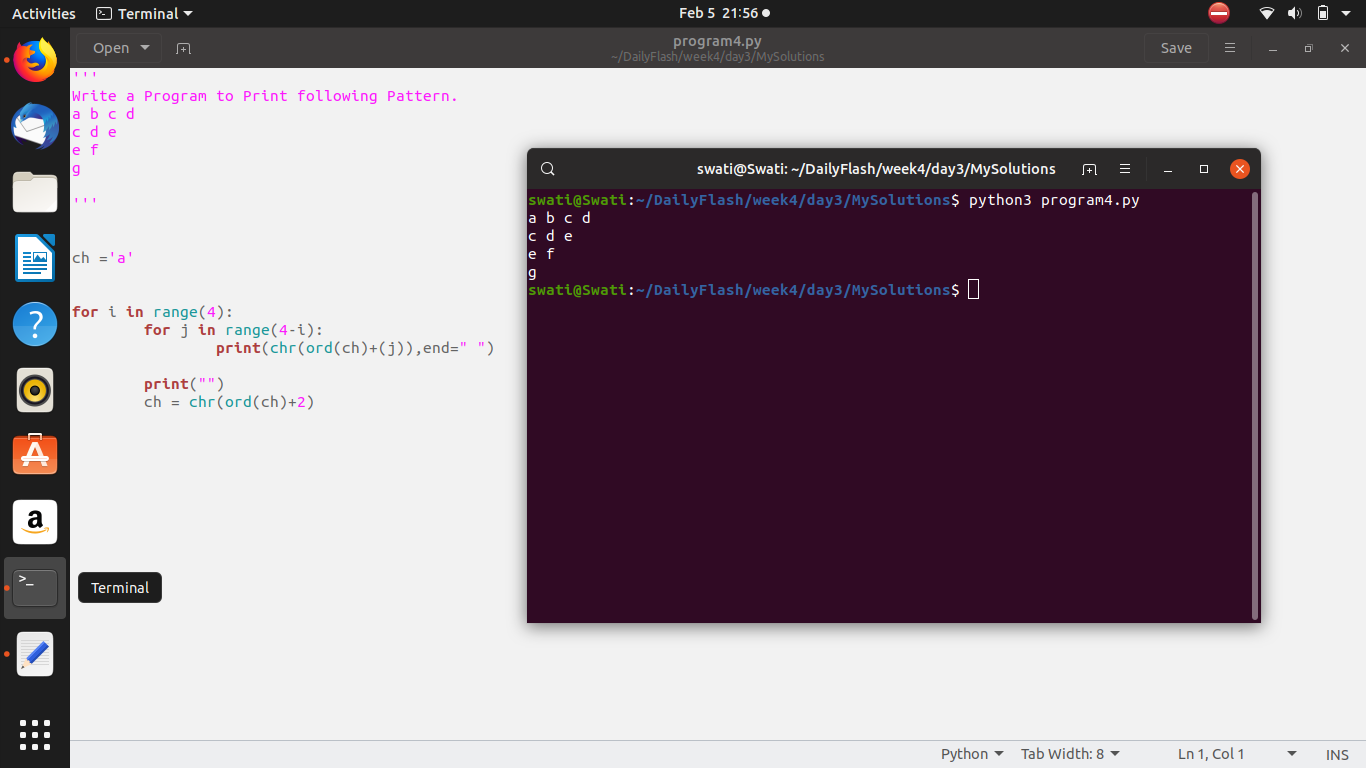 Activities
Terminal
Feb 5 21:56
Open
program4.py
~/DailyFlash/week4/day3/MySolutions
Save
'''
Write a Program to Print following Pattern.
a b c d
c d e
e f
g
'''
ch ='a'
for i in range(4):
        for j in range(4-i):
                print(chr(ord(ch)+(j)),end=" ")
        print("")
        ch = chr(ord(ch)+2)
swati@Swati: ~/DailyFlash/week4/day3/MySolutions
swati@Swati:~/DailyFlash/week4/day3/MySolutions$ python3 program4.py
a b c d
c d e
e f
g
swati@Swati:~/DailyFlash/week4/day3/MySolutions$
?
A
a
>_
Terminal
Python
Tab Width: 8
Ln 1, Col 1
INS